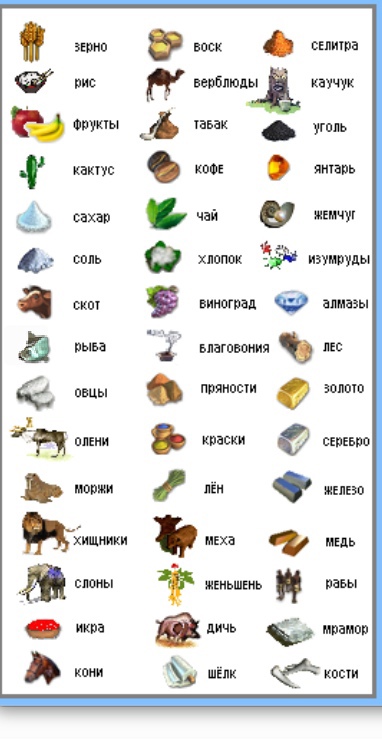 зерно воск селитра
рис верблюды каучук
фрукты табак уголь
кактус кофе янтарь
сахар чай жемчуг
соль хлопок изумруды
скот виноград алмазы
рыба благовония лес
овцы пряности золото
олени краски серебро
моржи лён железо
хищники меха медь
слоны женьшень рабы
икра дичь мрамор
кони шёлк кости